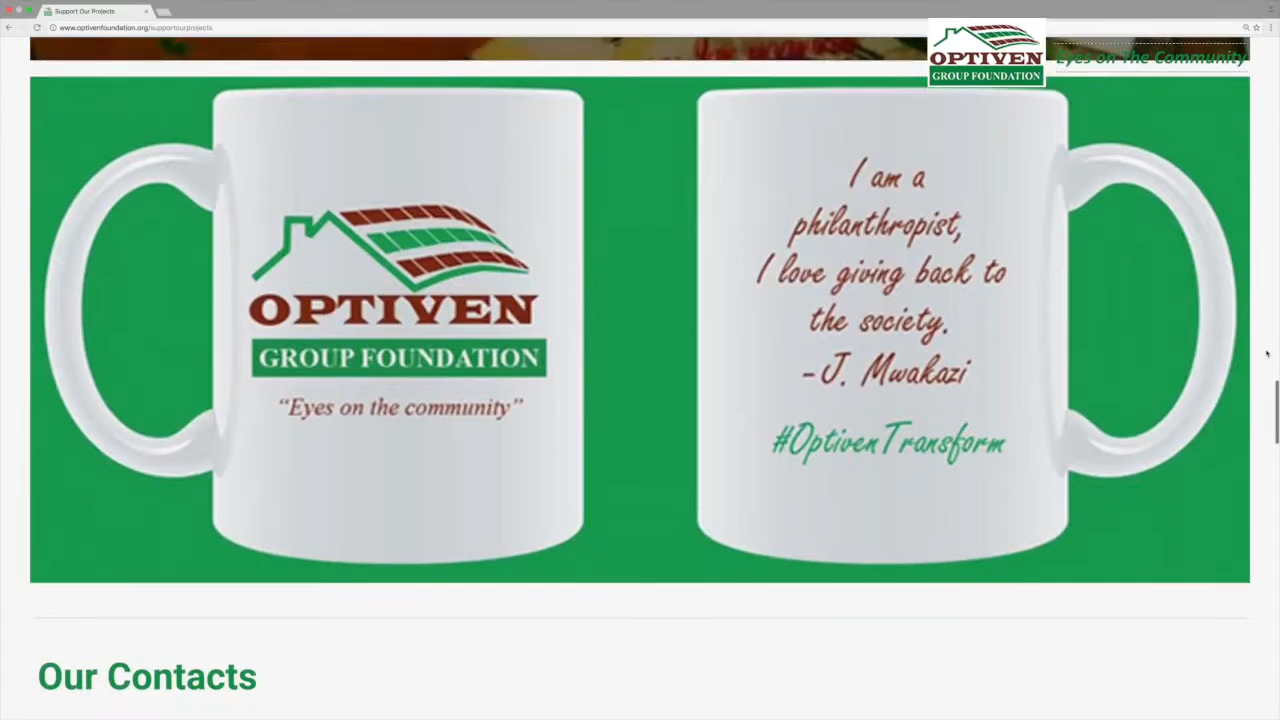 Support Our Projects
www.optivenfoundation.org/supportourprojects
OPTIVEN
GROUP FOUNDATION
Eyes on The Community
OPTIVEN
GROUP FOUNDATION
“Eyes on the community”
I am a
philanthropist,
I love giving back to
the society.
-J. Mwakazi
#OptivenTransform
Our Contacts